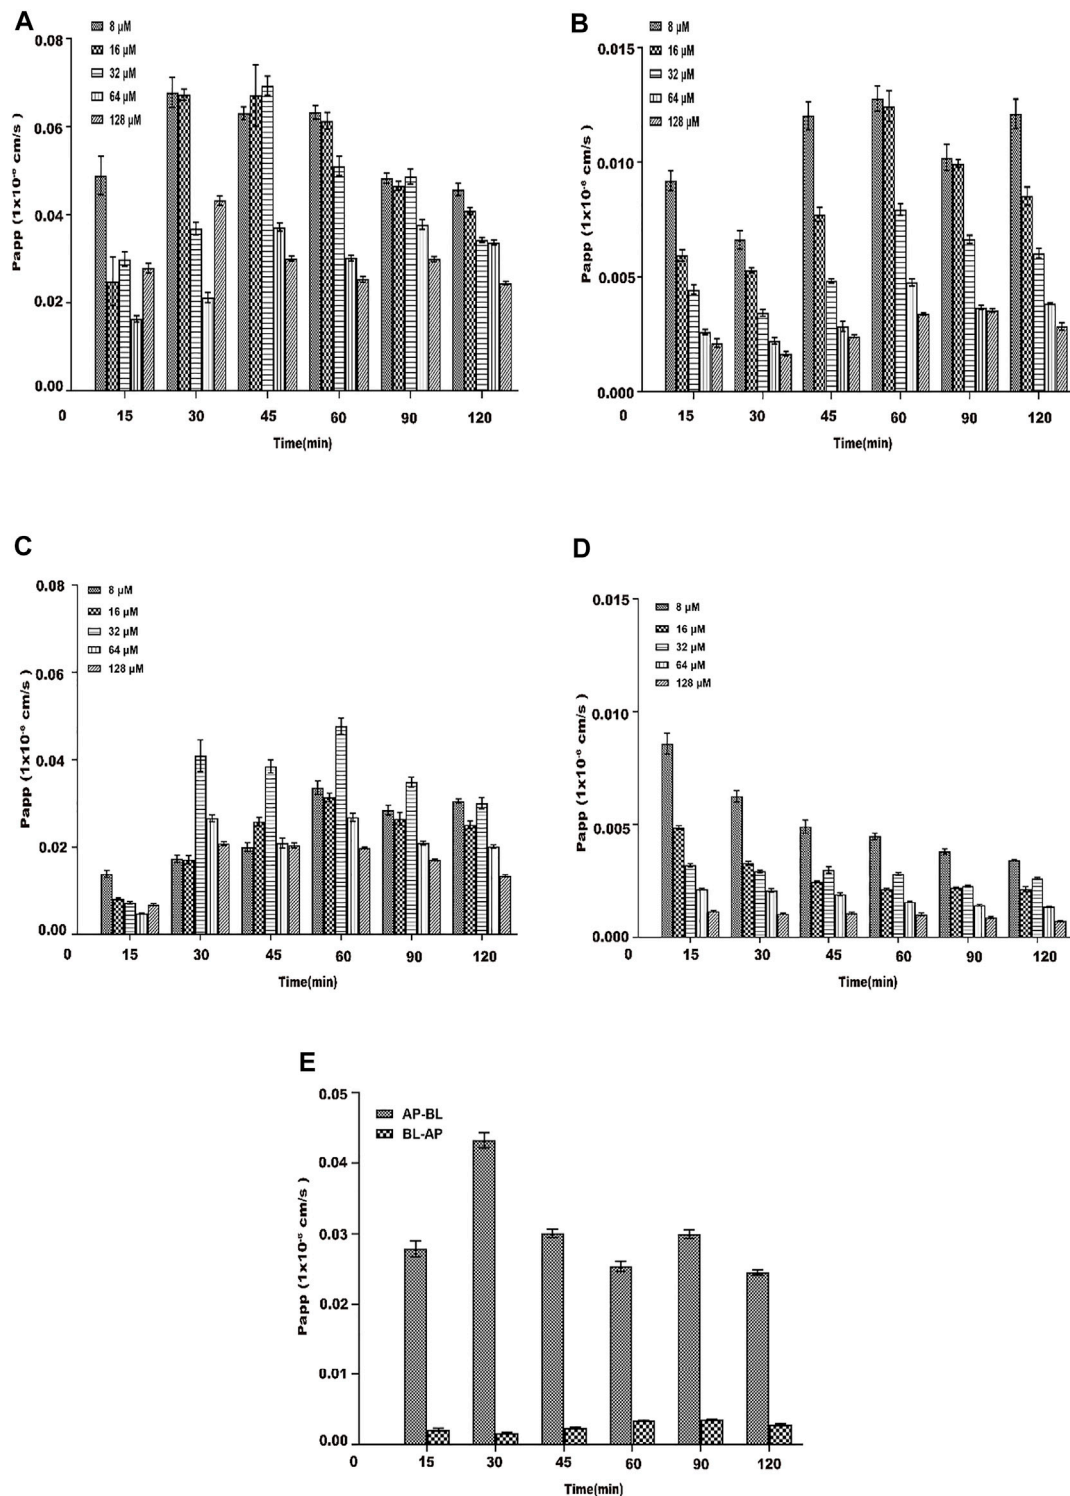 A
8 µM
16 µM
32 µM
64 µM
128 µM
0.08
0.06
0.04
0.02
0.00
Papp (1x10⁻⁶ cm/s )
0 15 30 45 60 90 120
Time(min)
B
8 µM
16 µM
32 µM
64 µM
128 µM
0.015
0.010
0.005
0.000
Papp (1x10⁻⁶ cm/s )
0 15 30 45 60 90 120
Time(min)
C
8 µM
16 µM
32 µM
64 µM
128 µM
0.08
0.06
0.04
0.02
0.00
Papp (1x10⁻⁶ cm/s )
0 15 30 45 60 90 120
Time(min)
D
8 µM
16 µM
32 µM
64 µM
128 µM
0.015
0.010
0.005
0.000
Papp (1x10⁻⁶ cm/s )
0 15 30 45 60 90 120
Time(min)
E
AP-BL
BL-AP
0.05
0.04
0.03
0.02
0.01
0.00
Papp (1x10⁻⁶ cm/s )
0 15 30 45 60 90 120
Time(min)